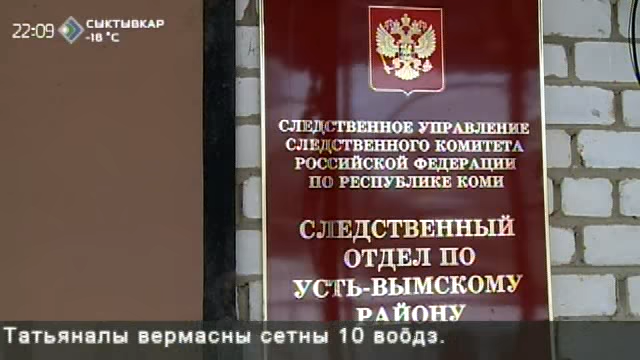 22:09 СЫКТЫВКАР
-18 °C
СЛЕДСТВЕННОЕ УПРАВЛЕНИЕ
СЛЕДСТВЕННОГО КОМИТЕТА
РОССИЙСКОЙ ФЕДЕРАЦИИ
ПО РЕСПУБЛИКЕ КОМИ
СЛЕДСТВЕННЫЙ
ОТДЕЛ ПО
УСТЬ-ВЫМСКОМУ
РАЙОНУ
Татьяналы вермасны сетны 10 воӧдз.